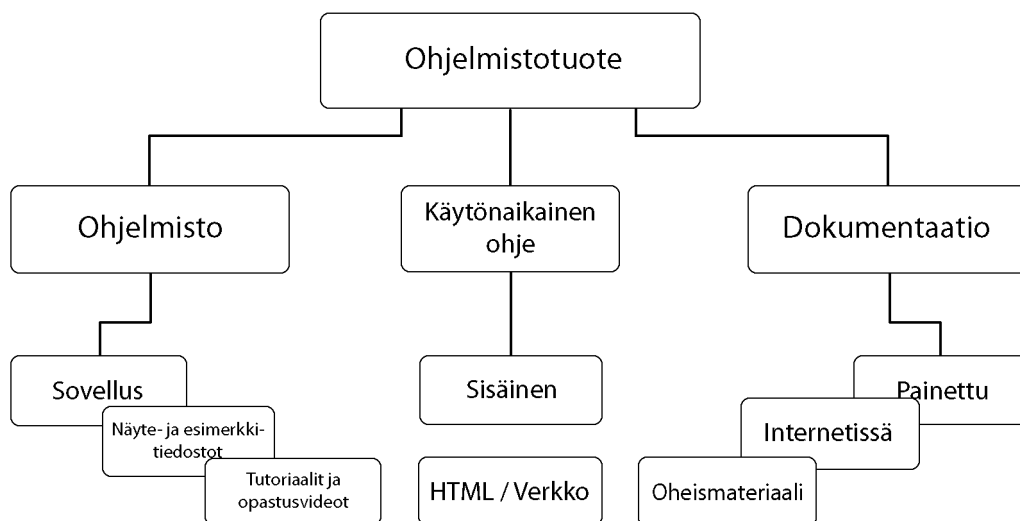 Ohjelmistotuote
Ohjelmisto
Käytönaikainen
ohje
Dokumentaatio
Sovellus
Näyte- ja esimerkki-
tiedostot
Tutoriaalit ja
opastusvideot
Sisäinen
HTML / Verkko
Painettu
Internetissä
Oheismateriaali